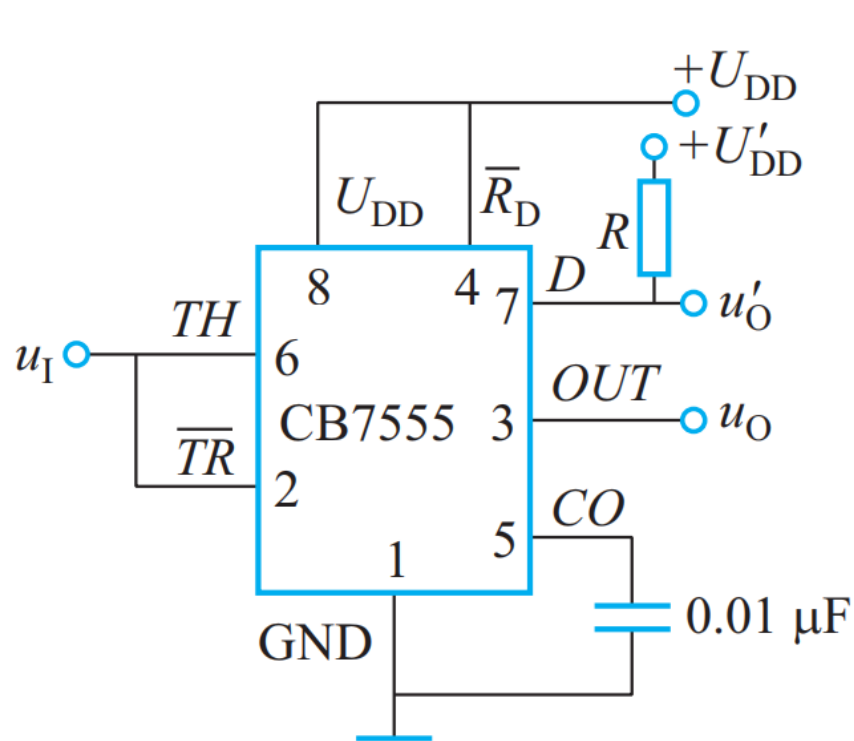 +U_DD
+U′_DD
U_DD
R̅_D
R
8
4
7
D
u′_O
TH
u_I
6
OUT
CB7555
3
u_O
T̅R̅
2
CO
5
1
0.01 μF
GND